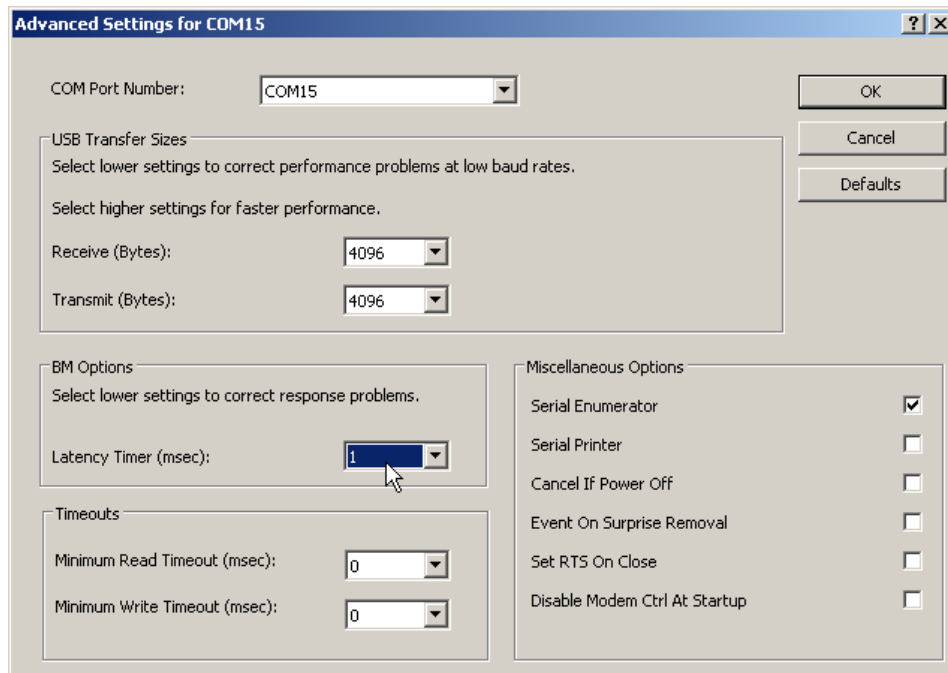 Advanced Settings for COM15
COM Port Number: COM15
OK
Cancel
Defaults
USB Transfer Sizes
Select lower settings to correct performance problems at low baud rates.
Select higher settings for faster performance.
Receive (Bytes): 4096
Transmit (Bytes): 4096
BM Options
Select lower settings to correct response problems.
Latency Timer (msec): 1
Timeouts
Minimum Read Timeout (msec): 0
Minimum Write Timeout (msec): 0
Miscellaneous Options
Serial Enumerator
Serial Printer
Cancel If Power Off
Event On Surprise Removal
Set RTS On Close
Disable Modem Ctrl At Startup